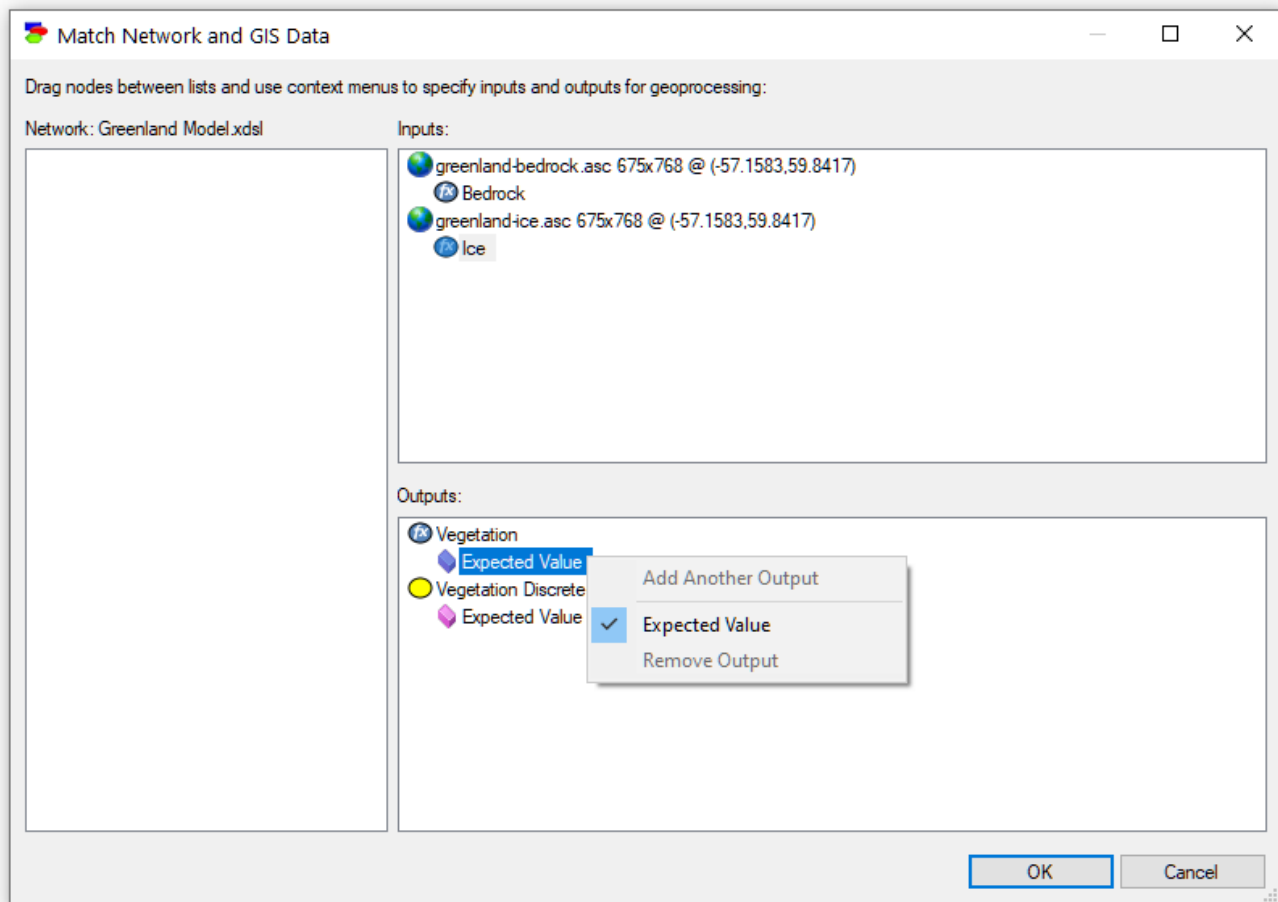 Match Network and GIS Data
Drag nodes between lists and use context menus to specify inputs and outputs for geoprocessing:
Network: Greenland Model.xdsl
Inputs:
greenland-bedrock.asc 675x768 @ (-57.1583,59.8417)
fx Bedrock
greenland-ice.asc 675x768 @ (-57.1583,59.8417)
fx Ice
Outputs:
fx Vegetation
Expected Value
Vegetation Discrete
Expected Value
Add Another Output
Expected Value
Remove Output
OK
Cancel